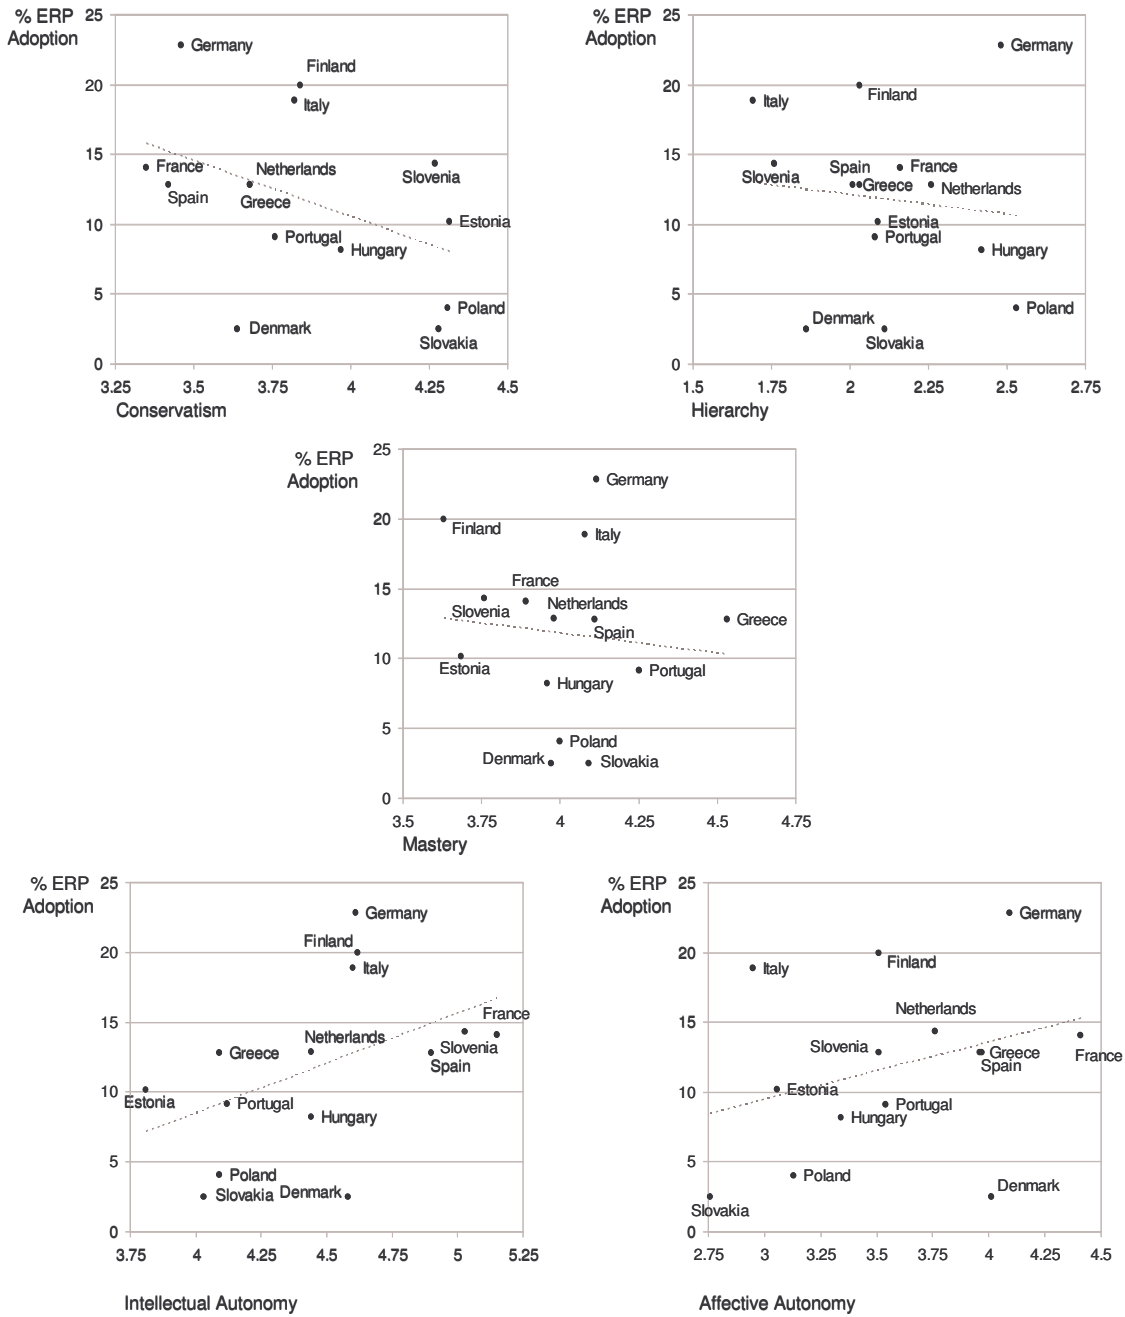 % ERP
Adoption
25
20
15
10
5
0
Germany
Finland
Italy
France
Netherlands
Slovenia
Spain
Greece
Estonia
Portugal
Hungary
Poland
Denmark
Slovakia
3.25 3.5 3.75 4 4.25 4.5
Conservatism
% ERP
Adoption
25
20
15
10
5
0
Germany
Finland
Italy
Spain France
Slovenia
Greece
Netherlands
Estonia
Portugal
Hungary
Poland
Denmark
Slovakia
1.5 1.75 2 2.25 2.5 2.75
Hierarchy
% ERP
Adoption
25
20
15
10
5
0
Germany
Finland
Italy
France
Netherlands
Slovenia
Greece
Spain
Estonia
Portugal
Hungary
Poland
Denmark
Slovakia
3.5 3.75 4 4.25 4.5 4.75
Mastery
% ERP
Adoption
25
20
15
10
5
0
Germany
Finland
Italy
France
Netherlands
Slovenia
Greece
Spain
Estonia
Portugal
Hungary
Poland
Slovakia Denmark
3.75 4 4.25 4.5 4.75 5 5.25
Intellectual Autonomy
% ERP
Adoption
25
20
15
10
5
0
Germany
Finland
Italy
Netherlands
Slovenia
Greece
France
Spain
Estonia
Portugal
Hungary
Poland
Denmark
Slovakia
2.75 3 3.25 3.5 3.75 4 4.25 4.5
Affective Autonomy